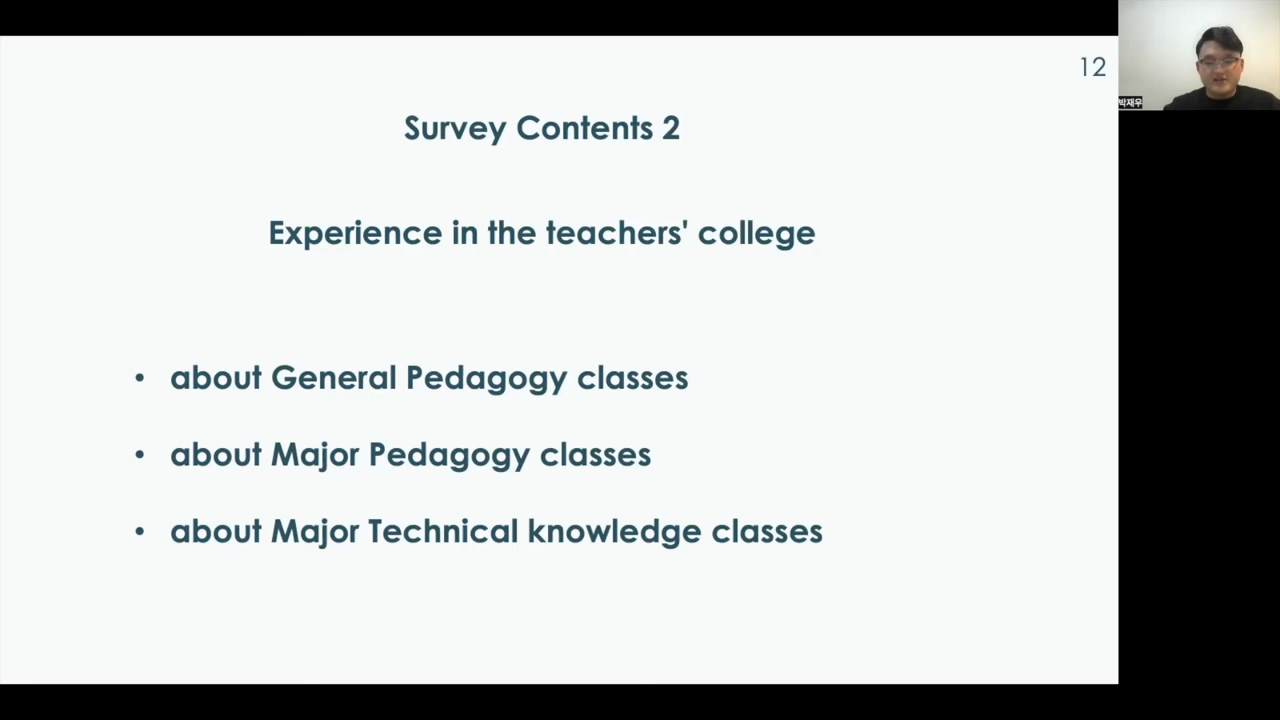 12
박재우
Survey Contents 2
Experience in the teachers' college
• about General Pedagogy classes
• about Major Pedagogy classes
• about Major Technical knowledge classes